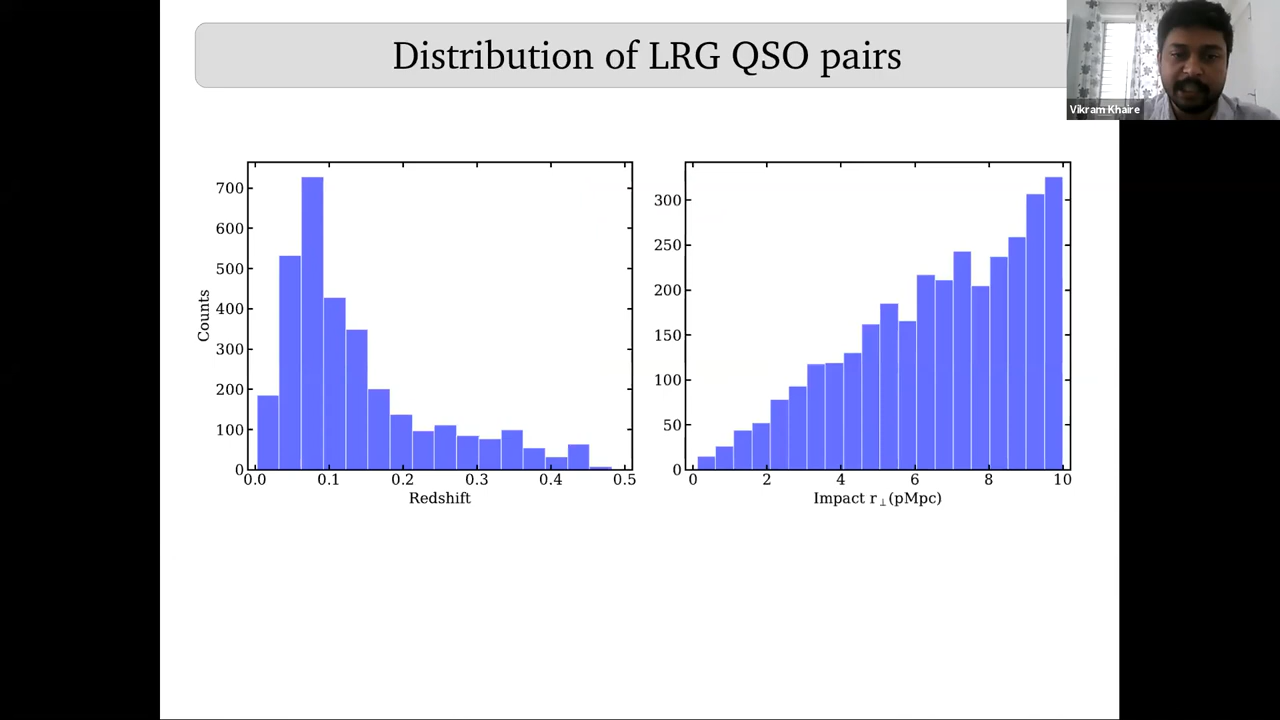 Distribution of LRG QSO pairs
Vikram Khaire
Counts
700
600
500
400
300
200
100
0
0.0 0.1 0.2 0.3 0.4 0.5
Redshift
300
250
200
150
100
50
0
0 2 4 6 8 10
Impact r⊥(pMpc)